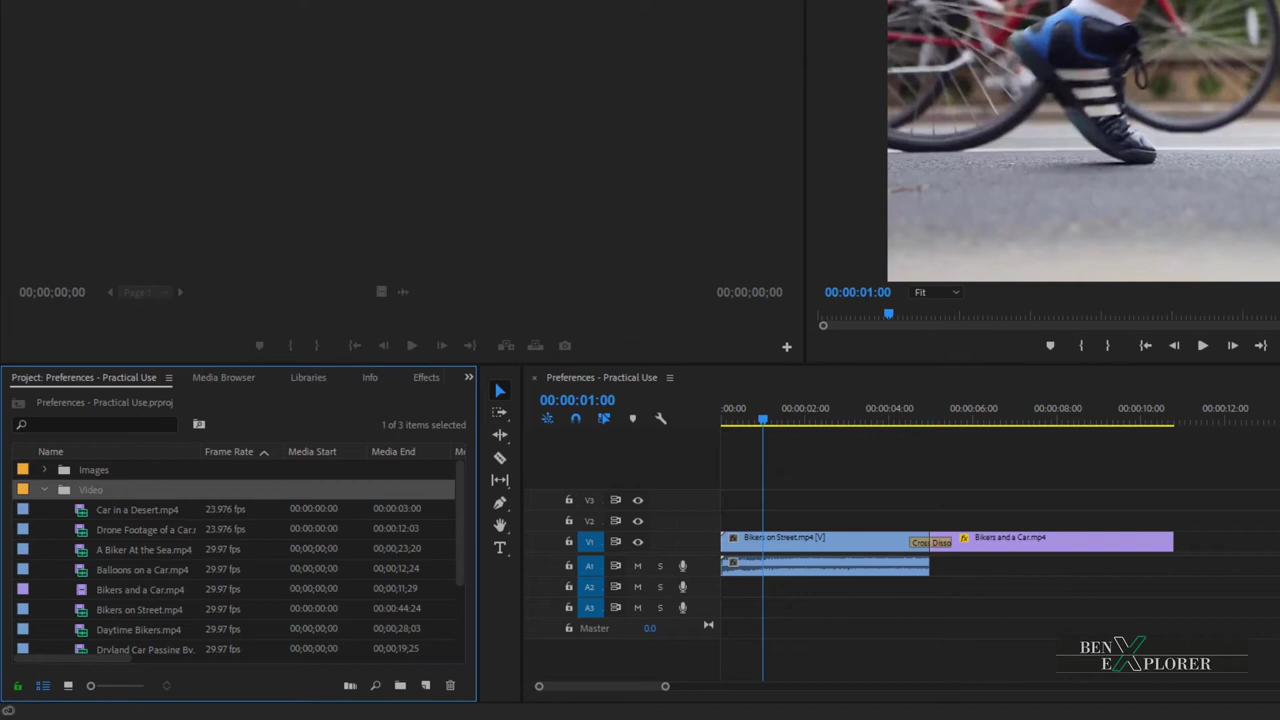 00;00;00;00
Page 1
00;00;00;00
00:00:01:00
Fit
Project: Preferences - Practical Use
Media Browser
Libraries
Info
Effects
Preferences - Practical Use.prproj
1 of 3 items selected
Name
Frame Rate
Media Start
Media End
Images
Video
Car in a Desert.mp4 23.976 fps 00:00:00:00 00:00:03:00
Drone Footage of a Car.r 23.976 fps 00:00:00:00 00:00:12:03
A Biker At the Sea.mp4 29.97 fps 00;00;00;00 00;00;23;20
Balloons on a Car.mp4 29.97 fps 00;00;00;00 00;00;12;24
Bikers and a Car.mp4 29.97 fps 00;00;00;00 00;00;11;29
Bikers on Street.mp4 29.97 fps 00:00:00:00 00:00:44:24
Daytime Bikers.mp4 29.97 fps 00;00;00;00 00;00;28;03
Dryland Car Passing By. 29.97 fps 00;00;00;00 00;00;19;25
Preferences - Practical Use
00:00:01:00
:00:00 00:00:02:00 00:00:04:00 00:00:06:00 00:00:08:00 00:00:10:00 00:00:12:00
V3
V2
V1
Bikers on Street.mp4 [V]
Cross Disso
Bikers and a Car.mp4
A1 M S
A2 M S
A3 M S
Master 0.0
BEN
EXPLORER